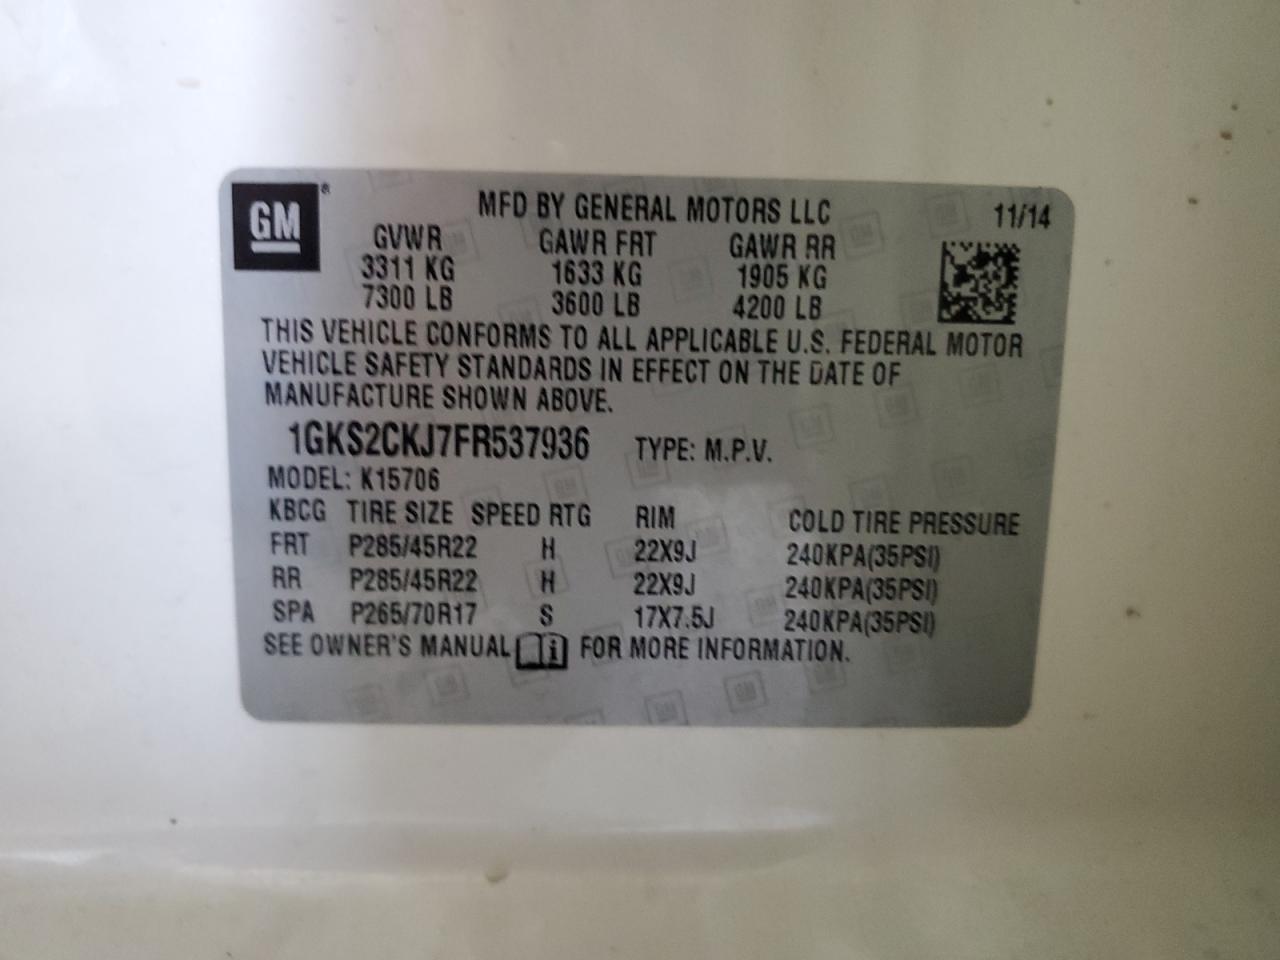 GM ®
MFD BY GENERAL MOTORS LLC 11/14
GVWR GAWR FRT GAWR RR
3311 KG 1633 KG 1905 KG
7300 LB 3600 LB 4200 LB
THIS VEHICLE CONFORMS TO ALL APPLICABLE U.S. FEDERAL MOTOR
VEHICLE SAFETY STANDARDS IN EFFECT ON THE DATE OF
MANUFACTURE SHOWN ABOVE.
1GKS2CKJ7FR537936 TYPE: M.P.V.
MODEL: K15706
KBCG TIRE SIZE SPEED RTG RIM COLD TIRE PRESSURE
FRT P285/45R22 H 22X9J 240KPA(35PSI)
RR P285/45R22 H 22X9J 240KPA(35PSI)
SPA P265/70R17 S 17X7.5J 240KPA(35PSI)
SEE OWNER'S MANUAL i FOR MORE INFORMATION.